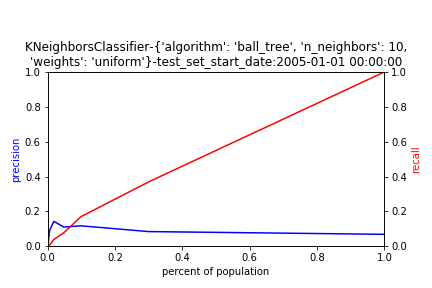 KNeighborsClassifier-{'algorithm': 'ball_tree', 'n_neighbors': 10,
'weights': 'uniform'}-test_set_start_date:2005-01-01 00:00:00
1.0
0.8
0.6
0.4
0.2
0.0
precision
1.0
0.8
0.6
0.4
0.2
0.0
recall
0.0 0.2 0.4 0.6 0.8 1.0
percent of population